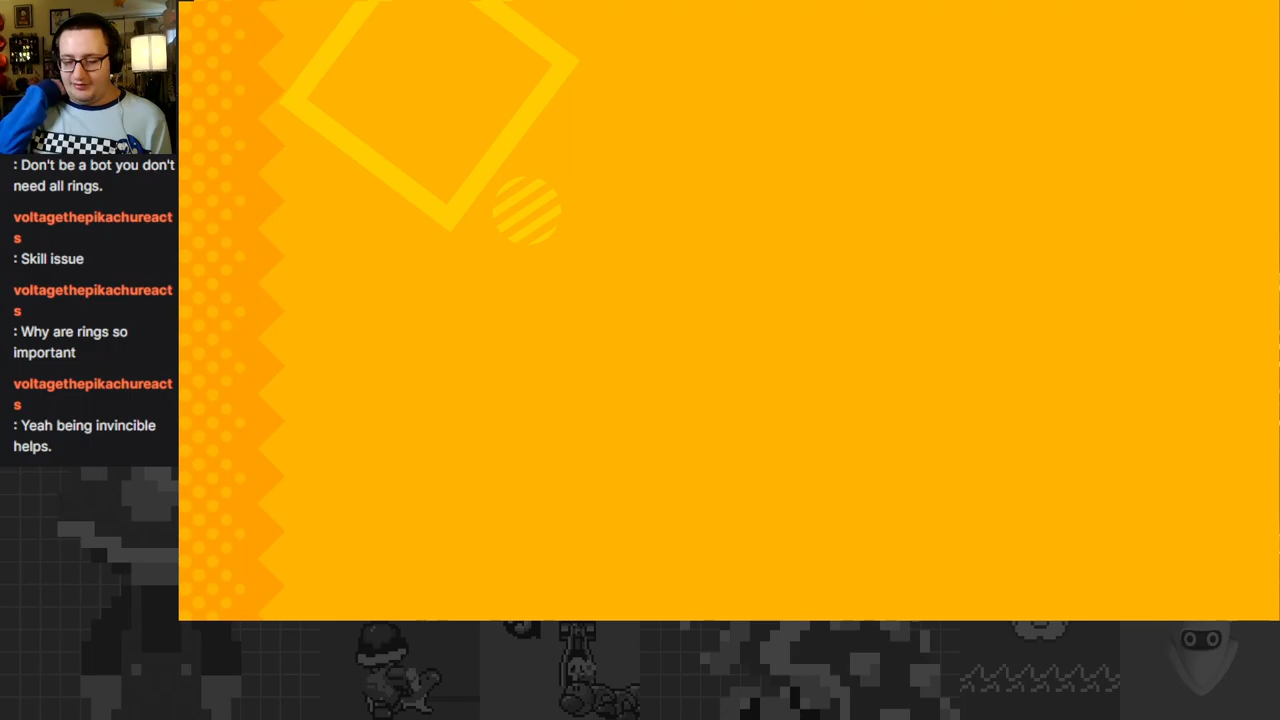 : Don't be a bot you don't
need all rings.
voltagethepikachureact
s
: Skill issue
voltagethepikachureact
s
: Why are rings so
important
voltagethepikachureact
s
: Yeah being invincible
helps.